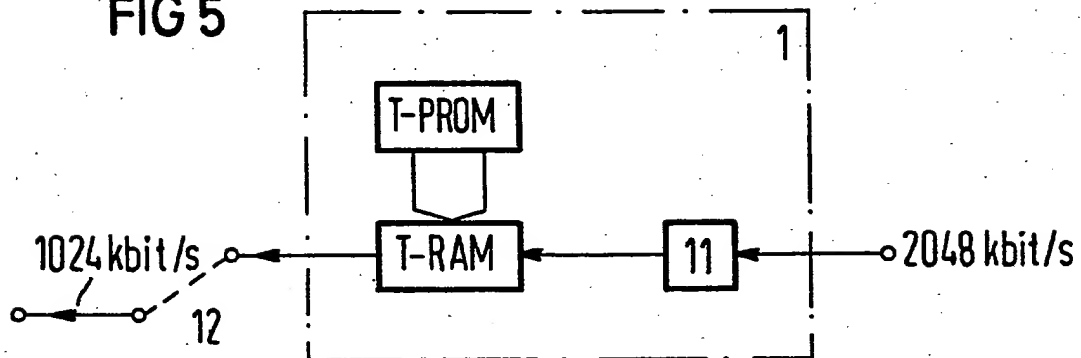 FIG 5
1
T-PROM
1024 kbit/s
T-RAM
11
2048 kbit/s
12